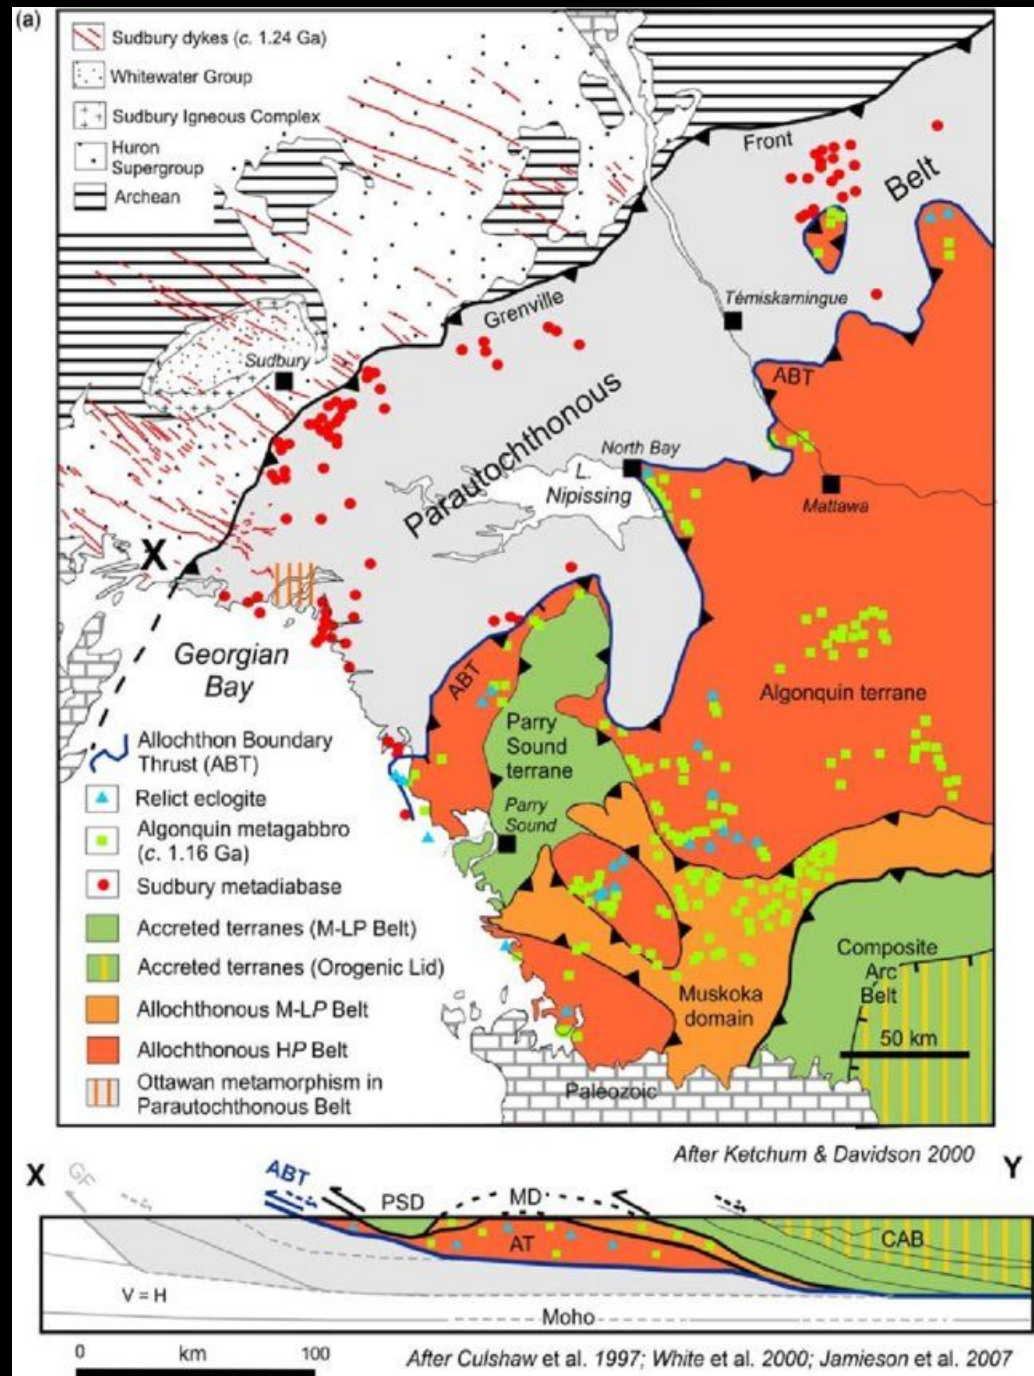 (a)
Sudbury dykes (c. 1.24 Ga)
Whitewater Group
Sudbury Igneous Complex
Huron
Supergroup
Archean
Front
Belt
Grenville
Témiskamingue
Sudbury
ABT
Parautochthonous
North Bay
L.
Nipissing
Mattawa
X
Georgian
Bay
ABT
Algonquin terrane
Parry
Sound
terrane
Parry
Sound
Allochthon Boundary
Thrust (ABT)
Relict eclogite
Algonquin metagabbro
(c. 1.16 Ga)
Sudbury metadiabase
Accreted terranes (M-LP Belt)
Accreted terranes (Orogenic Lid)
Allochthonous M-LP Belt
Allochthonous HP Belt
Ottawan metamorphism in
Parautochthonous Belt
Composite
Arc
Belt
Muskoka
domain
50 km
Paleozoic
After Ketchum & Davidson 2000
X
Y
GF
ABT
PSD
MD
AT
CAB
V = H
Moho
0 km 100
After Culshaw et al. 1997; White et al. 2000; Jamieson et al. 2007